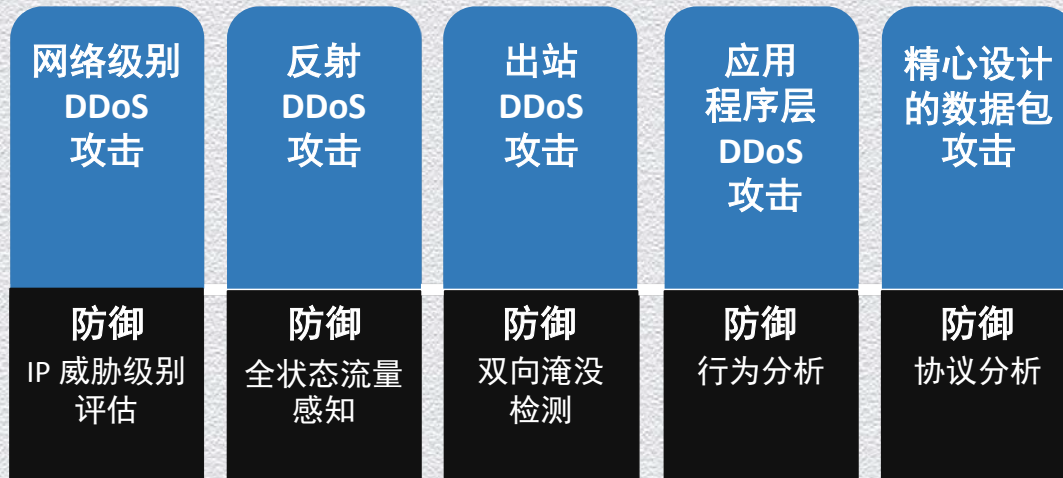 网络级别
DDoS
攻击
反射
DDoS
攻击
出站
DDoS
攻击
应用
程序层
DDoS
攻击
精心设计
的数据包
攻击
防御
IP 威胁级别
评估
防御
全状态流量
感知
防御
双向淹没
检测
防御
行为分析
防御
协议分析